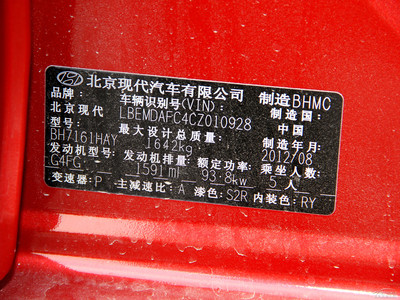 北京现代汽车有限公司 制造BHMC
品牌: 车辆识别号(VIN): 制造国:
北京现代 LBEMDAFC4CZ010928 中国
型号: 最大设计总质量: 制造年月:
BH7161HAY 1642kg 2012/08
发动机型号: 发动机排量: 额定功率: 乘坐人数:
G4FG 1591ml 93.8kw 5人
变速器: P 主减速比: A 漆色: S2R 内装色: RY